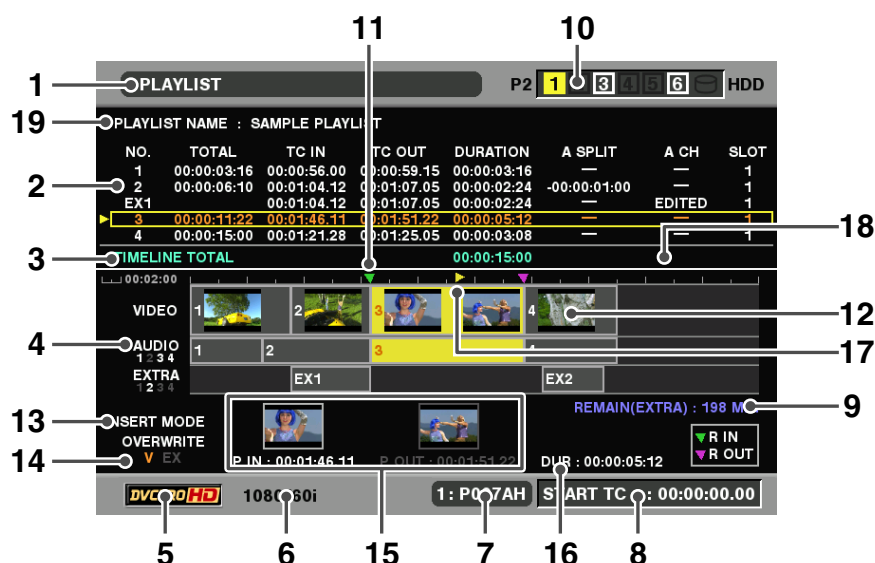 11
10
1
PLAYLIST
P2
1 3 4 5 6
HDD
19
PLAYLIST NAME : SAMPLE PLAYLIST
NO. TOTAL TC IN TC OUT DURATION A SPLIT A CH SLOT
1 00:00:03:16 00:00:56.00 00:00:59.15 00:00:03:16 — — 1
2
2 00:00:06:10 00:01:04.12 00:01:07.05 00:00:02:24 -00:00:01:00 — 1
EX1 00:01:04.12 00:01:07.05 00:00:02:24 — EDITED 1
3 00:00:11:22 00:01:46.11 00:01:51.22 00:00:05:12 — — 1
4 00:00:15:00 00:01:21.28 00:01:25.05 00:00:03:08 — — 1
18
3
TIMELINE TOTAL 00:00:15:00
00:02:00
VIDEO 1 2 3 4
12
17
4
AUDIO 1 2 3 4
1 2 3 4
EXTRA EX1 EX2
1 2 3 4
REMAIN(EXTRA) : 198 M
9
13
INSERT MODE
OVERWRITE
14
V EX
P.IN : 00:01:46.11 P.OUT : 00:01:51.22 DUR : 00:00:05:12
R IN
R OUT
DVCPRO HD
1080 60i
1 : P0 7AH
START TC : 00:00:00.00
5 6 15 7 16 8